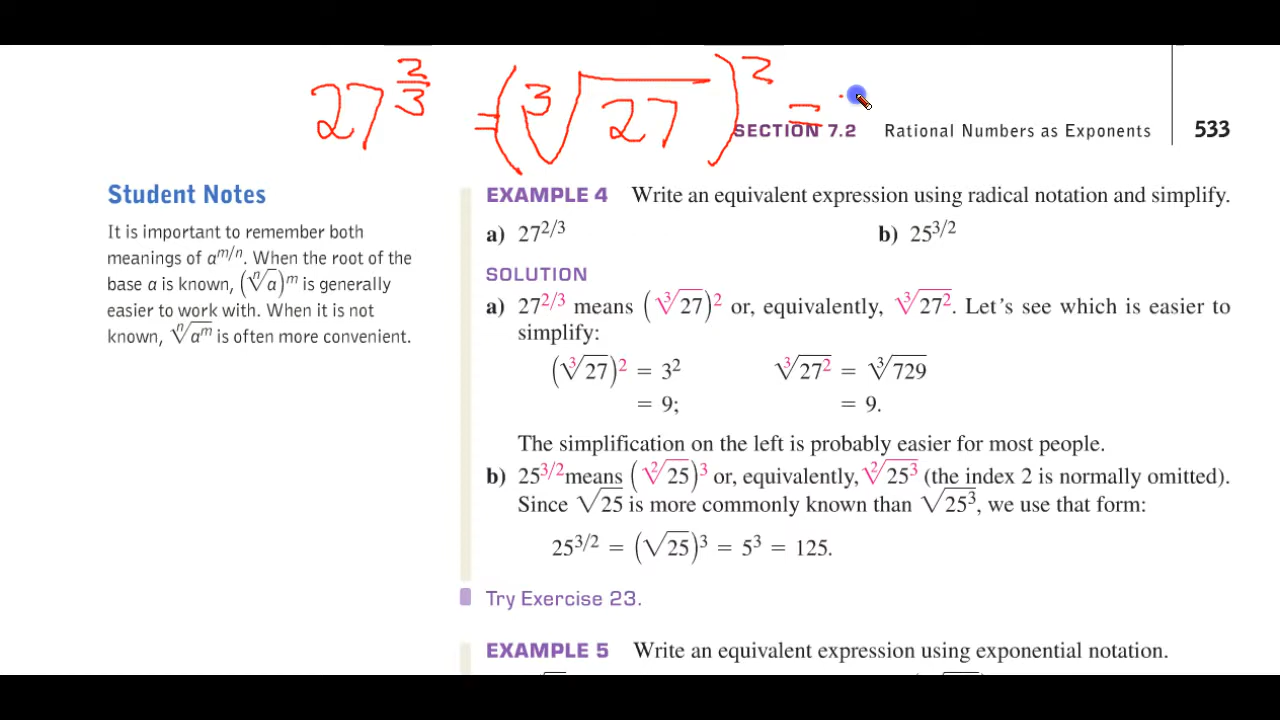 27^{2/3} = (∛27)² =
SECTION 7.2 Rational Numbers as Exponents 533
Student Notes
It is important to remember both
meanings of a^{m/n}. When the root of the
base a is known, (ⁿ√a)^m is generally
easier to work with. When it is not
known, ⁿ√a^m is often more convenient.
EXAMPLE 4 Write an equivalent expression using radical notation and simplify.
a) 27^{2/3} b) 25^{3/2}
SOLUTION
a) 27^{2/3} means (∛27)² or, equivalently, ∛27². Let's see which is easier to
simplify:
(∛27)² = 3² ∛27² = ∛729
= 9; = 9.
The simplification on the left is probably easier for most people.
b) 25^{3/2} means (²√25)³ or, equivalently, ²√25³ (the index 2 is normally omitted).
Since √25 is more commonly known than √25³, we use that form:
25^{3/2} = (√25)³ = 5³ = 125.
Try Exercise 23.
EXAMPLE 5 Write an equivalent expression using exponential notation.